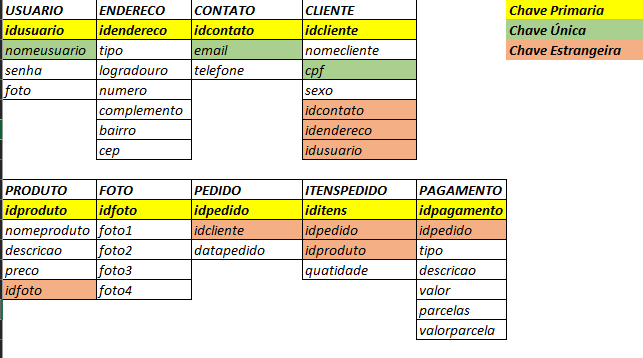 USUARIO ENDERECO CONTATO CLIENTE Chave Primaria
idusuario idendereco idcontato idcliente Chave Única
nomeusuario tipo email nomecliente Chave Estrangeira
senha logradouro telefone cpf
foto numero sexo
complemento idcontato
bairro idendereco
cep idusuario
PRODUTO FOTO PEDIDO ITENSPEDIDO PAGAMENTO
idproduto idfoto idpedido iditens idpagamento
nomeproduto foto1 idcliente idpedido idpedido
descricao foto2 datapedido idproduto tipo
preco foto3 quatidade descricao
idfoto foto4 valor
parcelas
valorparcela